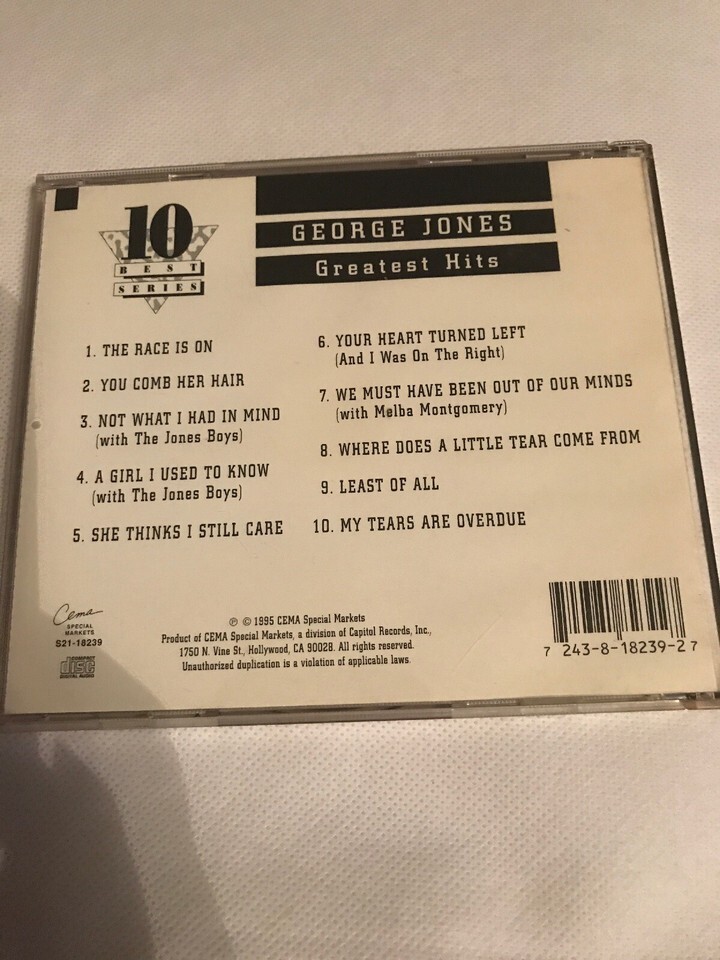 10
BEST
SERIES
GEORGE JONES
Greatest Hits
1. THE RACE IS ON
2. YOU COMB HER HAIR
3. NOT WHAT I HAD IN MIND
(with The Jones Boys)
4. A GIRL I USED TO KNOW
(with The Jones Boys)
5. SHE THINKS I STILL CARE
6. YOUR HEART TURNED LEFT
(And I Was On The Right)
7. WE MUST HAVE BEEN OUT OF OUR MINDS
(with Melba Montgomery)
8. WHERE DOES A LITTLE TEAR COME FROM
9. LEAST OF ALL
10. MY TEARS ARE OVERDUE
Cema
SPECIAL
MARKETS
S21-18239
COMPACT
disc
DIGITAL AUDIO
℗ © 1995 CEMA Special Markets
Product of CEMA Special Markets, a division of Capitol Records, Inc.,
1750 N. Vine St., Hollywood, CA 90028. All rights reserved.
Unauthorized duplication is a violation of applicable laws.
7 243-8-18239-2 7